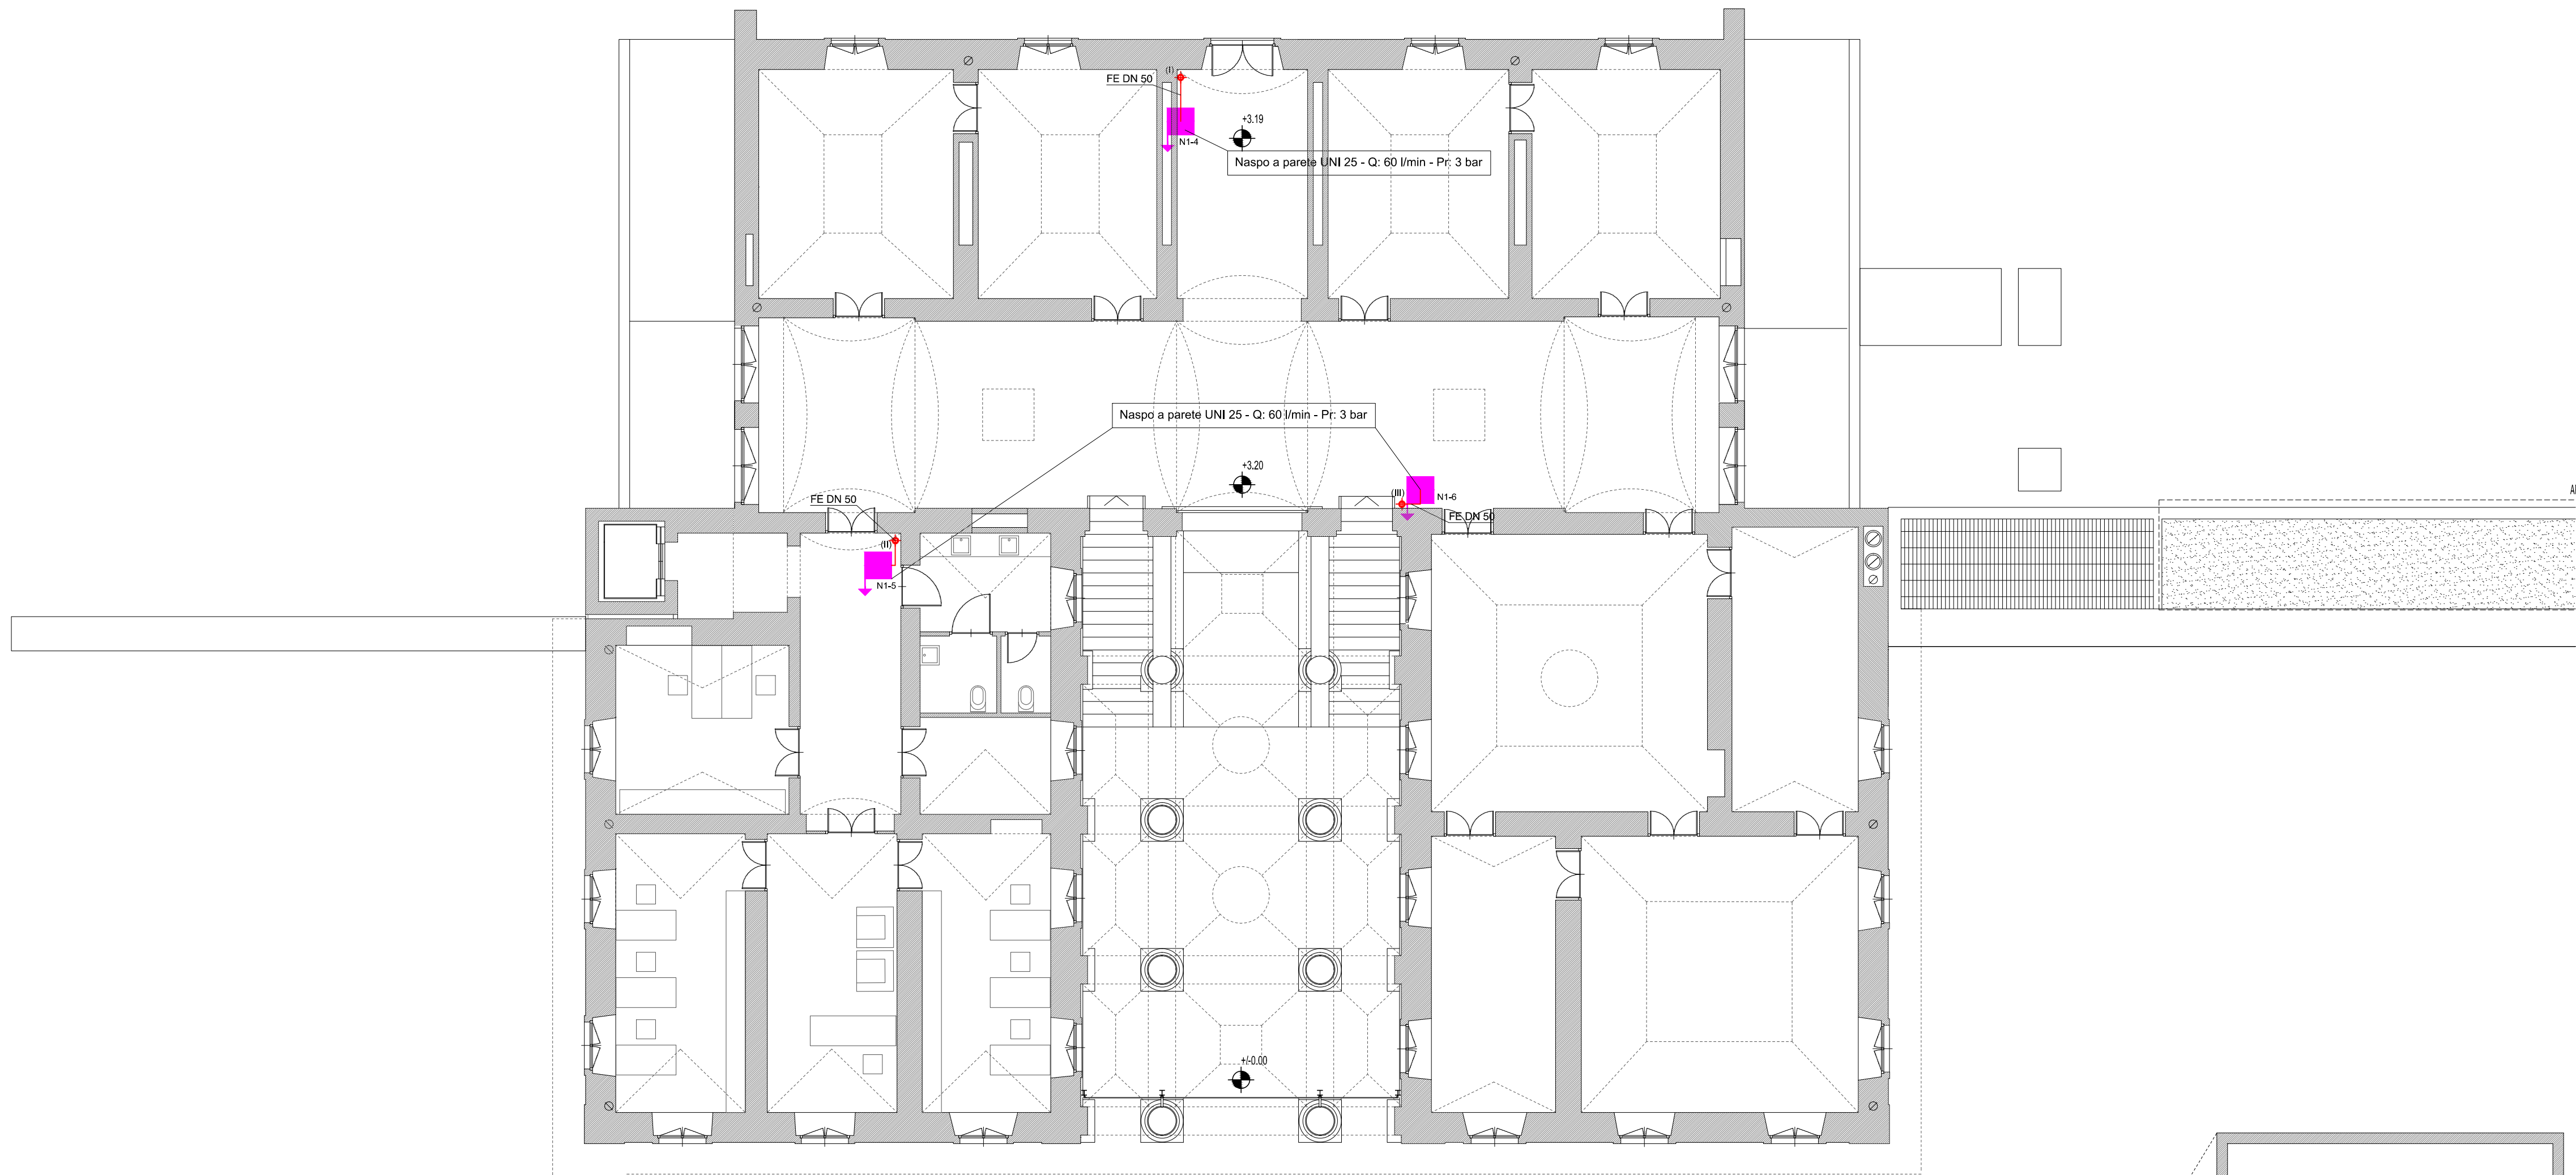 (I)
FE DN 50
+3.19
N1-4
Naspo a parete UNI 25 - Q: 60 l/min - Pr: 3 bar
Naspo a parete UNI 25 - Q: 60 l/min - Pr: 3 bar
+3.20
(III)
N1-6
FE DN 50
FE DN 50
(II)
N1-5
+/-0.00